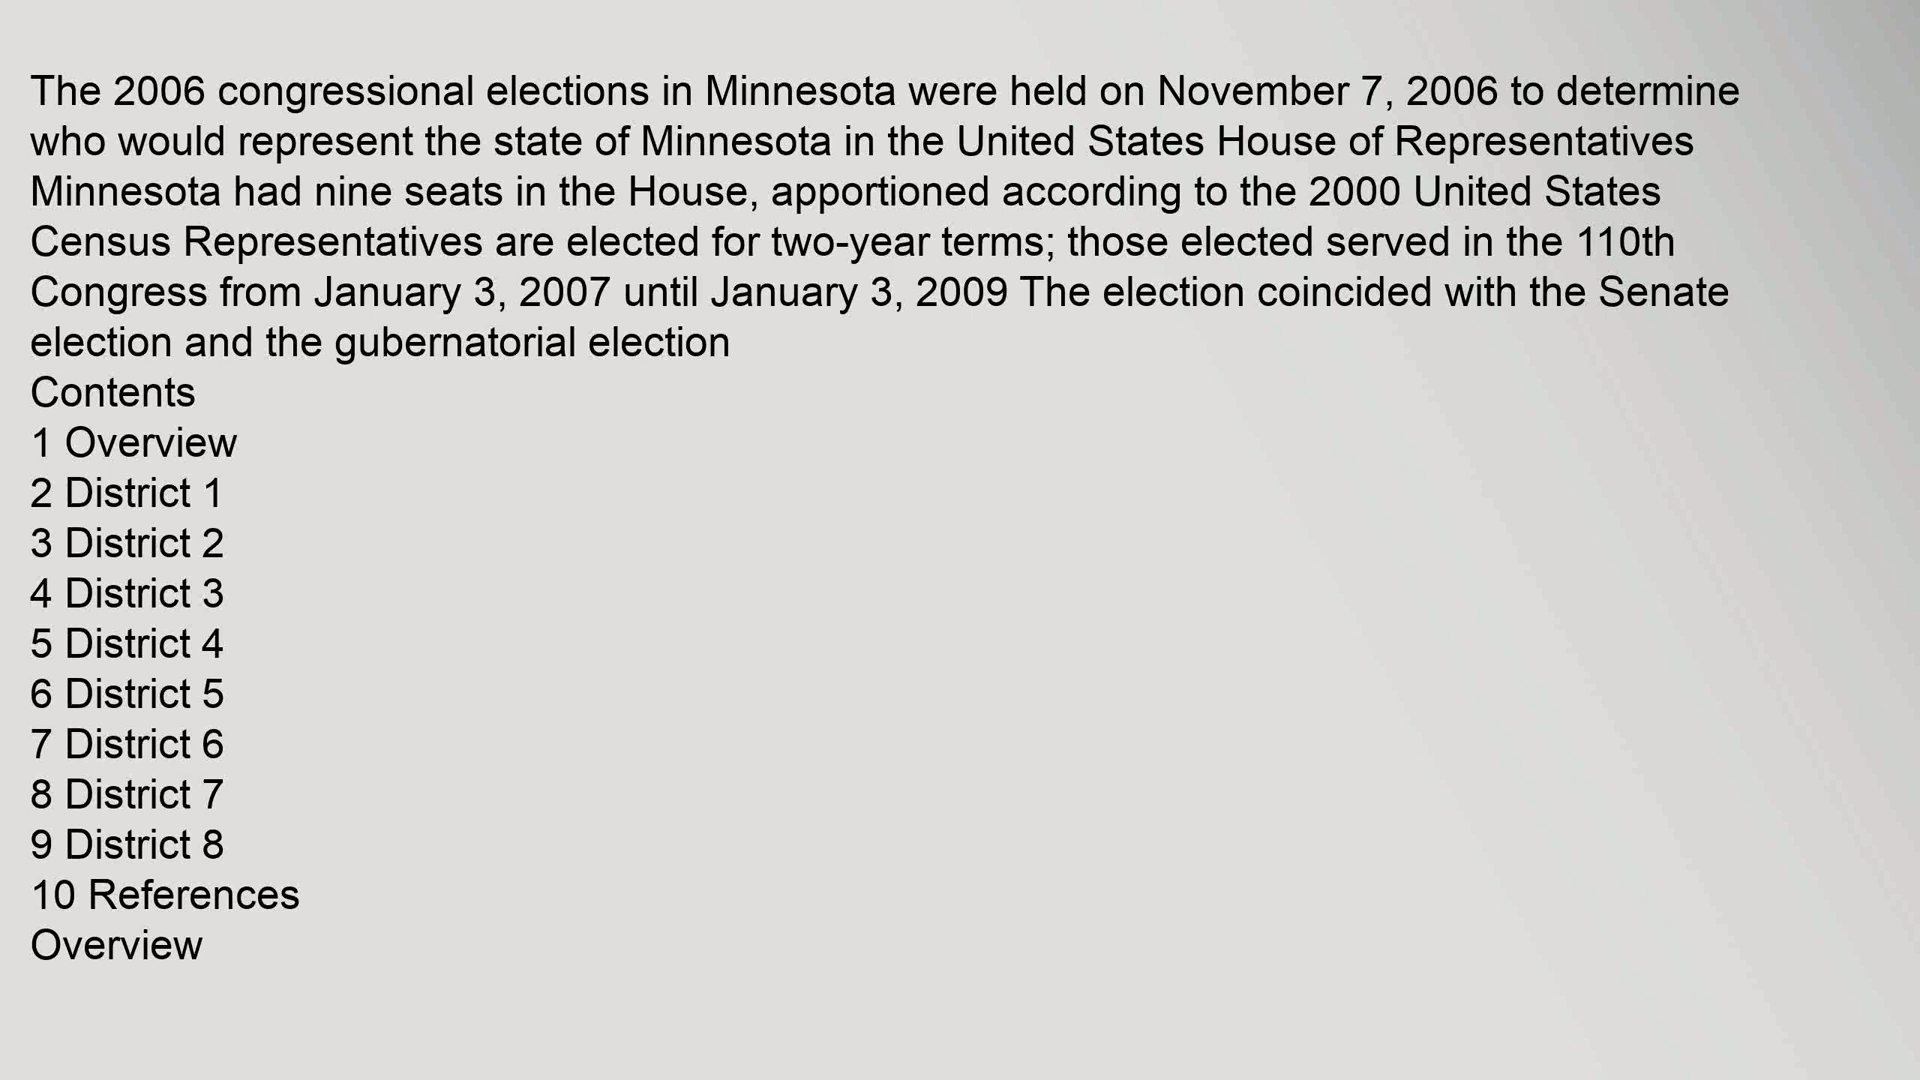 The 2006 congressional elections in Minnesota were held on November 7, 2006 to determine
who would represent the state of Minnesota in the United States House of Representatives
Minnesota had nine seats in the House, apportioned according to the 2000 United States
Census Representatives are elected for two-year terms; those elected served in the 110th
Congress from January 3, 2007 until January 3, 2009 The election coincided with the Senate
election and the gubernatorial election
Contents
1 Overview
2 District 1
3 District 2
4 District 3
5 District 4
6 District 5
7 District 6
8 District 7
9 District 8
10 References
Overview